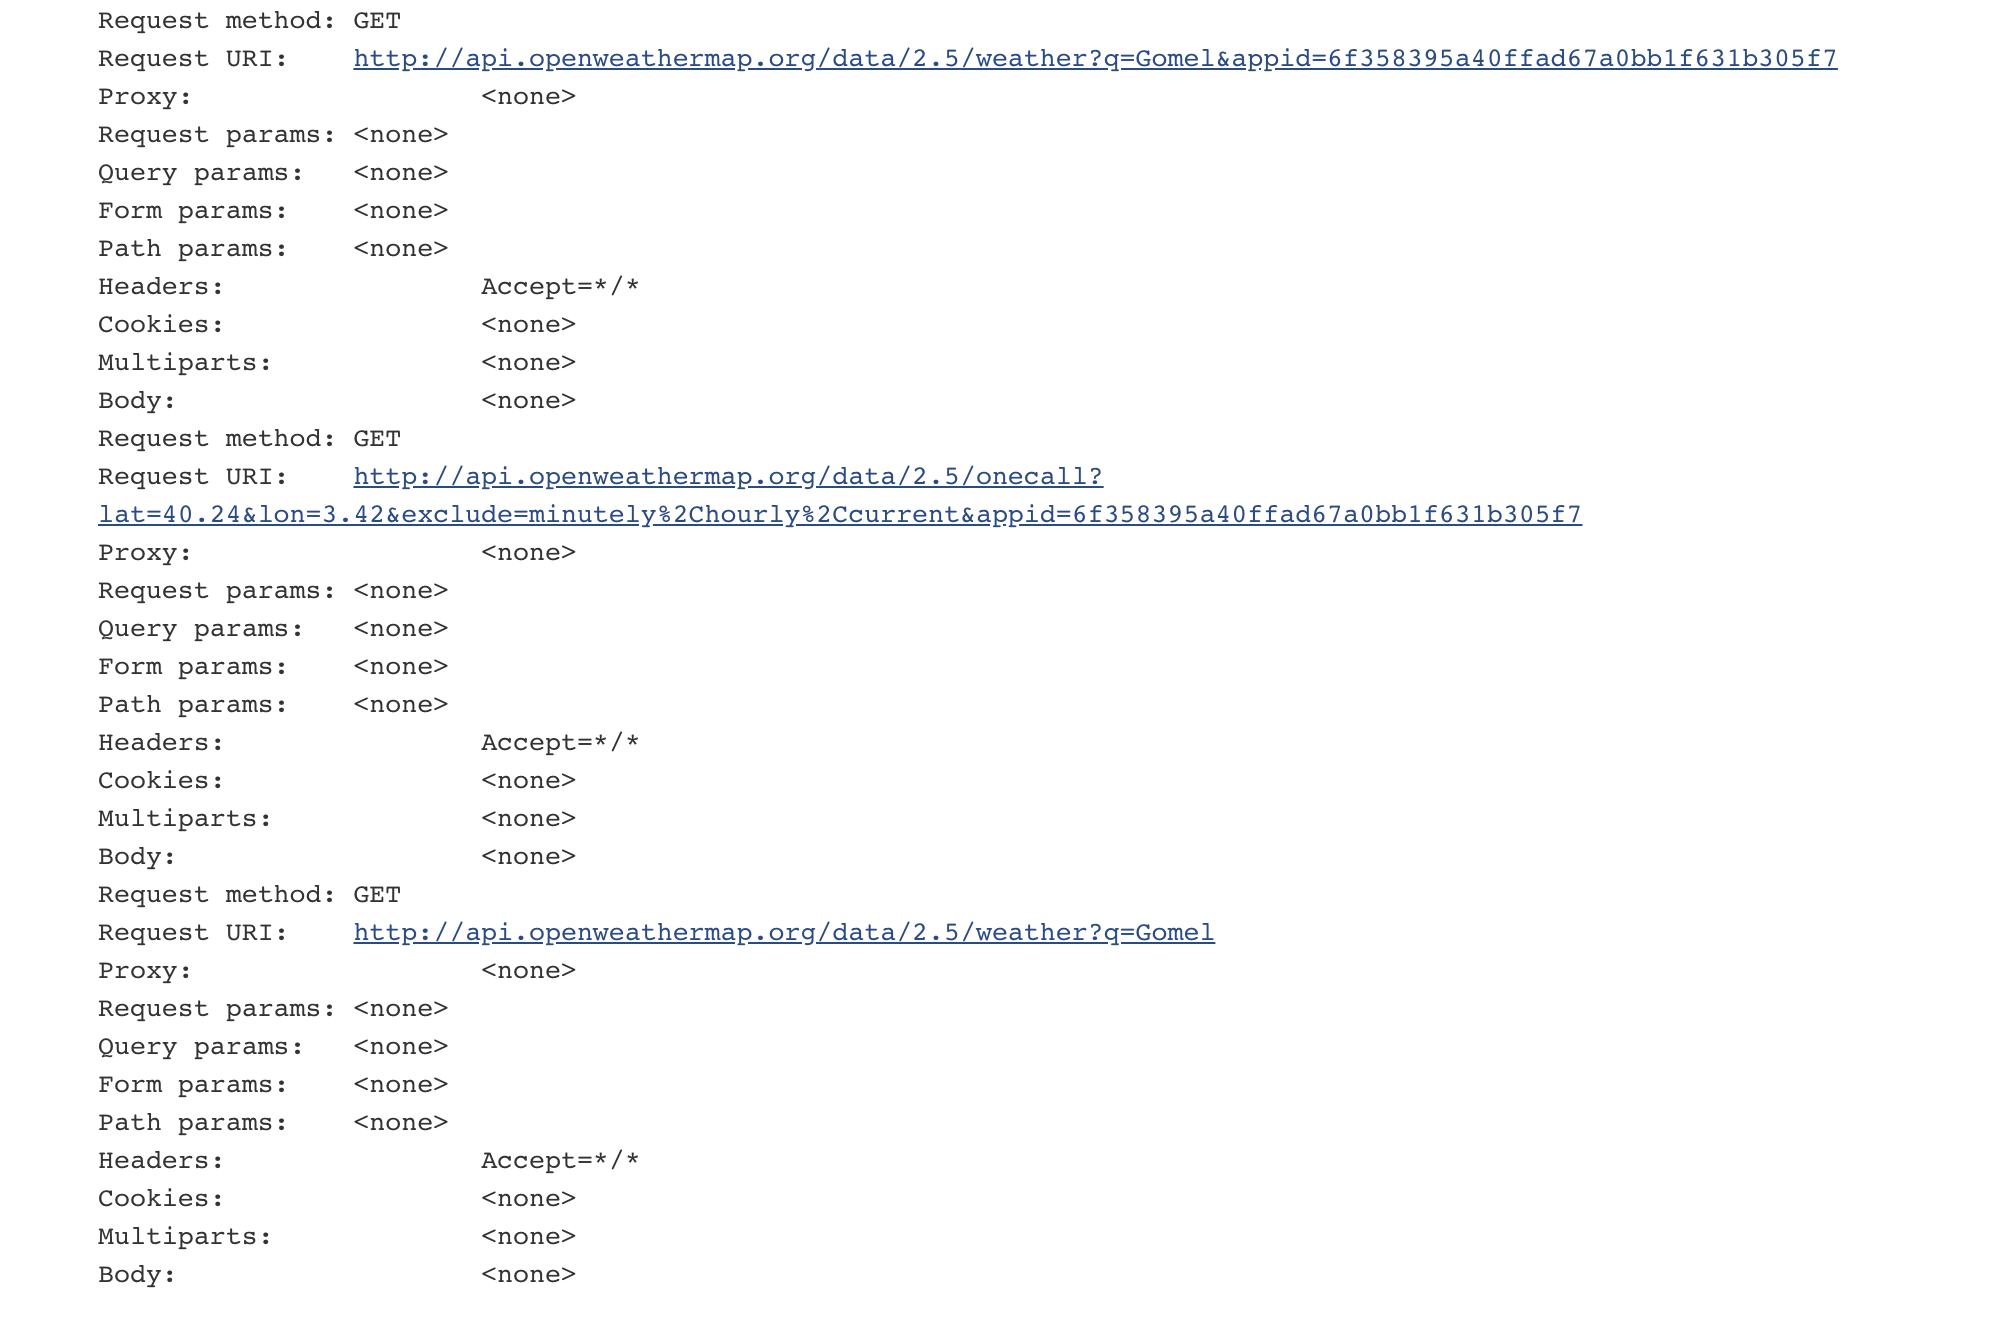 Request method: GET
Request URI: http://api.openweathermap.org/data/2.5/weather?q=Gomel&appid=6f358395a40ffad67a0bb1f631b305f7
Proxy: <none>
Request params: <none>
Query params: <none>
Form params: <none>
Path params: <none>
Headers: Accept=*/*
Cookies: <none>
Multiparts: <none>
Body: <none>
Request method: GET
Request URI: http://api.openweathermap.org/data/2.5/onecall?
lat=40.24&lon=3.42&exclude=minutely%2Chourly%2Ccurrent&appid=6f358395a40ffad67a0bb1f631b305f7
Proxy: <none>
Request params: <none>
Query params: <none>
Form params: <none>
Path params: <none>
Headers: Accept=*/*
Cookies: <none>
Multiparts: <none>
Body: <none>
Request method: GET
Request URI: http://api.openweathermap.org/data/2.5/weather?q=Gomel
Proxy: <none>
Request params: <none>
Query params: <none>
Form params: <none>
Path params: <none>
Headers: Accept=*/*
Cookies: <none>
Multiparts: <none>
Body: <none>